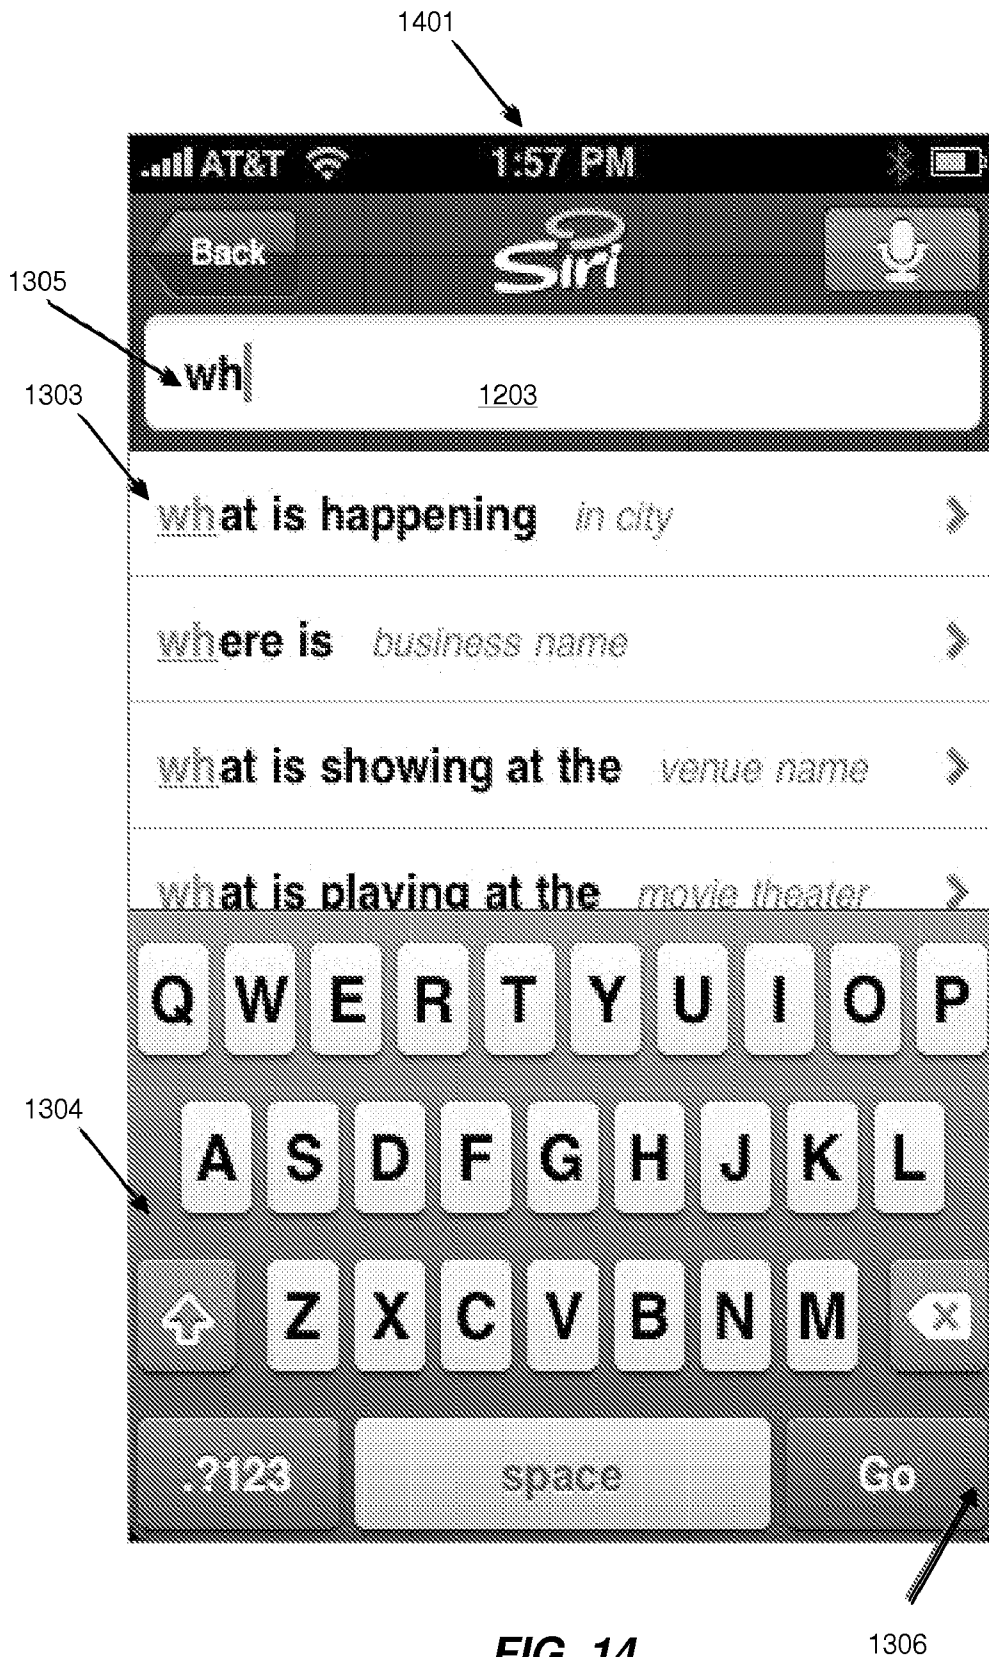 1401
AT&T 1:57 PM
Back Siri
1305
wh
1303
1203
what is happening in city
where is business name
what is showing at the venue name
what is playing at the movie theater
Q W E R T Y U I O P
1304
A S D F G H J K L
Z X C V B N M
.?123 space Go
1306
FIG. 14